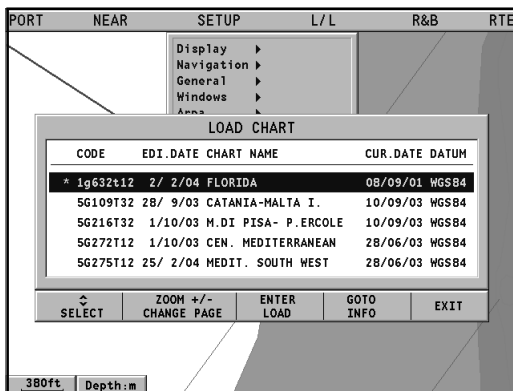 PORT NEAR SETUP L/L R&B RTE
Display
Navigation
General
Windows
Area
LOAD CHART
CODE EDI.DATE CHART NAME CUR.DATE DATUM
* 1g632t12 2/ 2/04 FLORIDA 08/09/01 WGS84
5G109T32 28/ 9/03 CATANIA-MALTA I. 10/09/03 WGS84
5G216T32 1/10/03 M.DI PISA- P.ERCOLE 10/09/03 WGS84
5G272T12 1/10/03 CEN. MEDITERRANEAN 28/06/03 WGS84
5G275T12 25/ 2/04 MEDIT. SOUTH WEST 28/06/03 WGS84
SELECT ZOOM +/- CHANGE PAGE ENTER LOAD GOTO INFO EXIT
380ft Depth:m